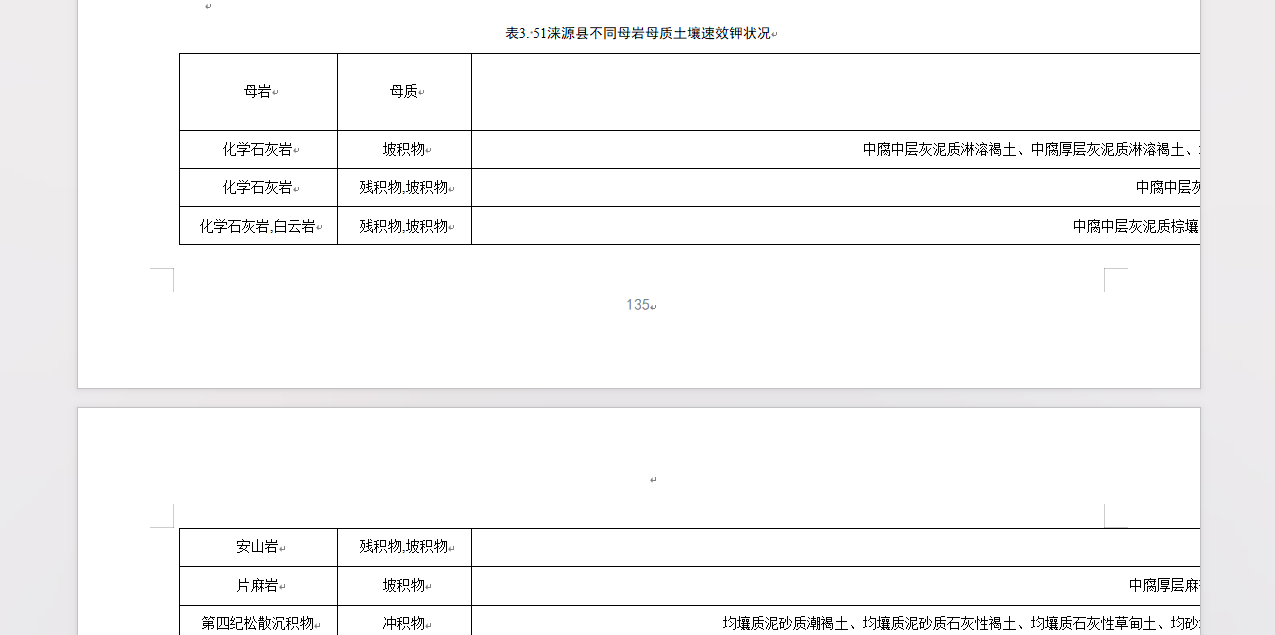 表3. 51涞源县不同母岩母质土壤速效钾状况
母岩 母质
化学石灰岩 坡积物 中腐中层灰泥质淋溶褐土、中腐厚层灰泥质淋溶褐土、
化学石灰岩 残积物,坡积物 中腐中层灰
化学石灰岩,白云岩 残积物,坡积物 中腐中层灰泥质棕壤
135
安山岩 残积物,坡积物
片麻岩 坡积物 中腐厚层麻
第四纪松散沉积物 冲积物 均壤质泥砂质潮褐土、均壤质泥砂质石灰性褐土、均壤质石灰性草甸土、均砂